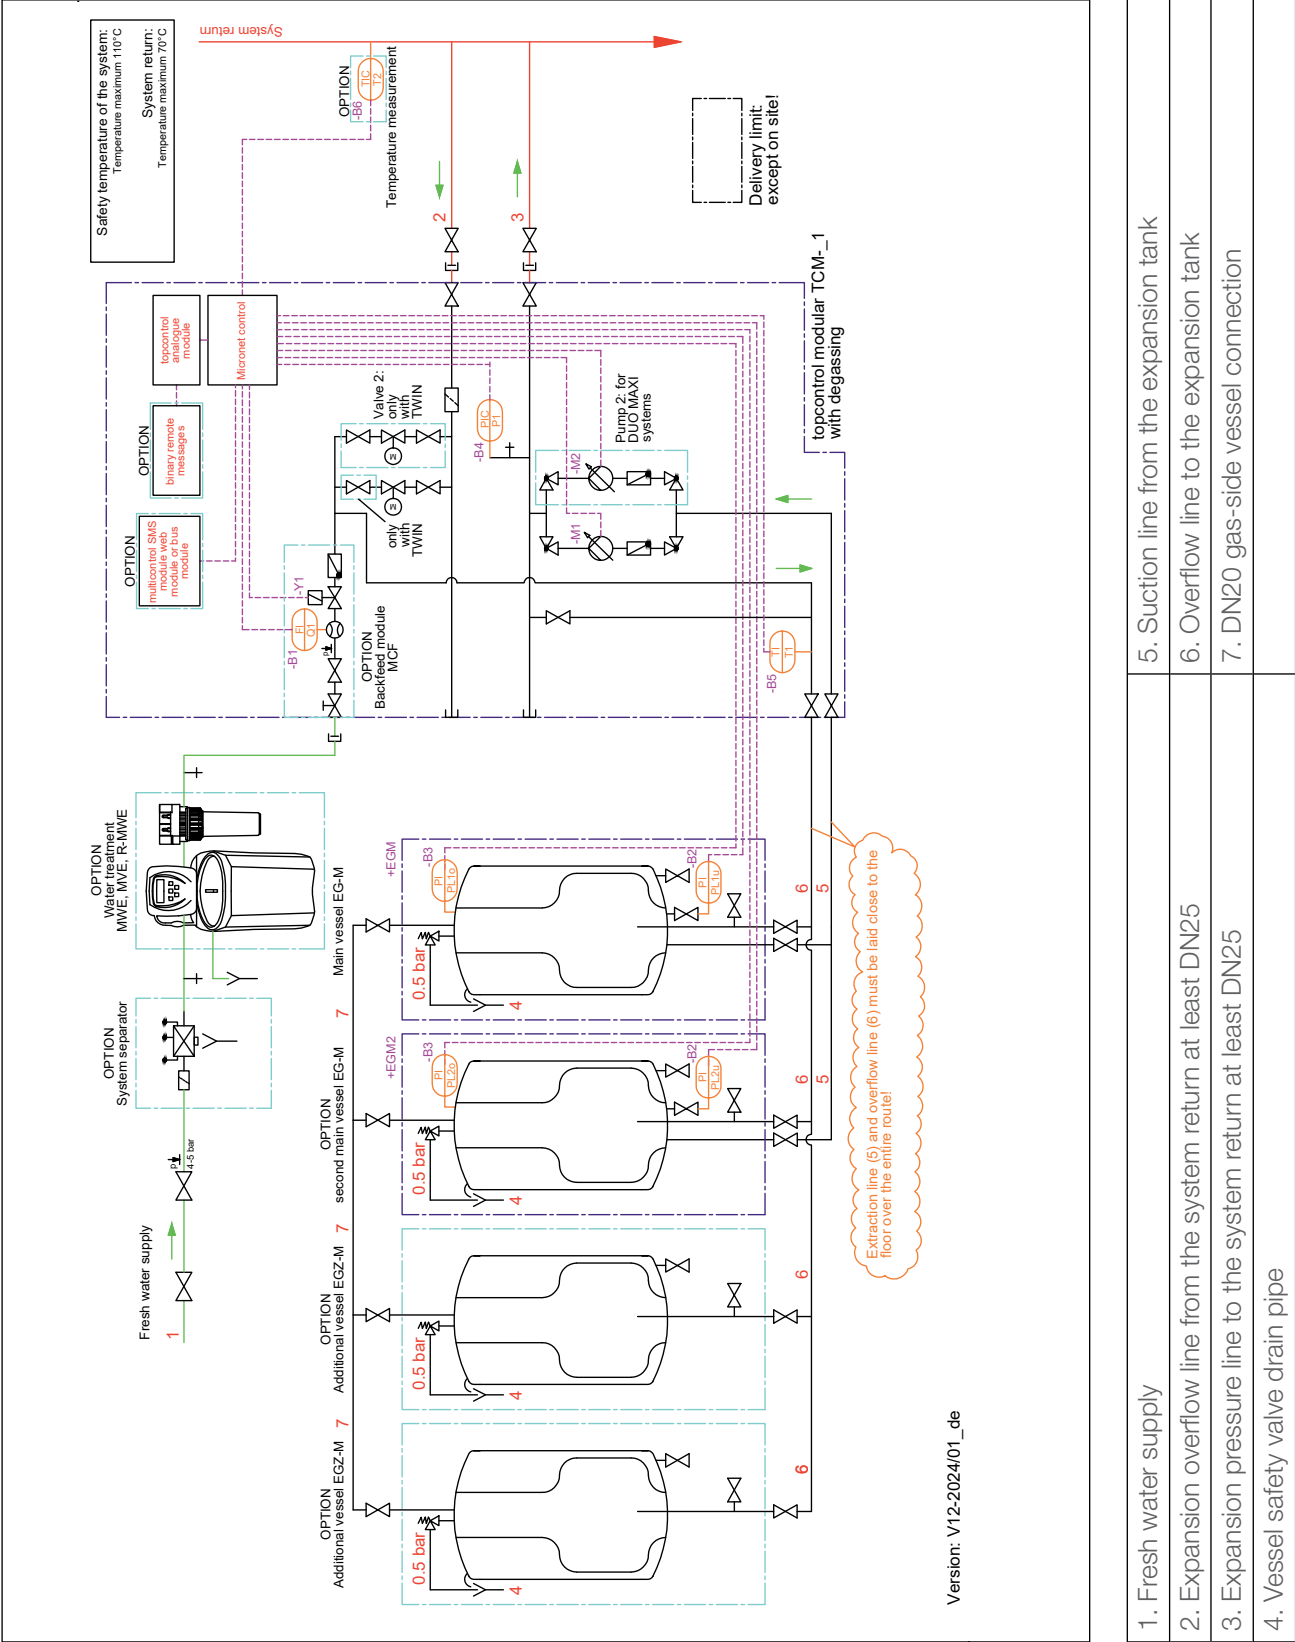 Safety temperature of the system:
Temperature maximum 110°C
System return:
Temperature maximum 70°C
System return
OPTION
-B6
TIC
T2
Temperature measurement
2
3
Delivery limit:
except on site!
topcontrol
analogue
module
Micronet control
OPTION
binary remote
messages
OPTION
multicontrol SMS
module web
module or bus
module
Valve 2:
only
with
TWIN
M
only
with
TWIN
M
-B4
PIC
P1
Pump 2: for
DUO MAXI
systems
-M2
-M1
topcontrol modular TCM-_1
with degassing
-Y1
-B1
FI
Q1
P
OPTION
Backfeed module
MCF
-B5
TI
T1
OPTION
Water treatment
MWE, MVE, R-MWE
OPTION
System separator
P
4-5 bar
Fresh water supply
1
Main vessel EG-M
+EGM
-B3
PI
PL1o
-B2
PI
PL1u
0.5 bar
4
7
6
5
OPTION
second main vessel EG-M
+EGM2
-B3
PI
PL2o
-B2
PI
PL2u
0.5 bar
4
7
6
5
OPTION
Additional vessel EGZ-M
0.5 bar
4
7
6
OPTION
Additional vessel EGZ-M
0.5 bar
4
6
Extraction line (5) and overflow line (6) must be laid close to the
floor over the entire route!
Version: V12-2024/01_de
1. Fresh water supply
2. Expansion overflow line from the system return at least DN25
3. Expansion pressure line to the system return at least DN25
4. Vessel safety valve drain pipe
5. Suction line from the expansion tank
6. Overflow line to the expansion tank
7. DN20 gas-side vessel connection